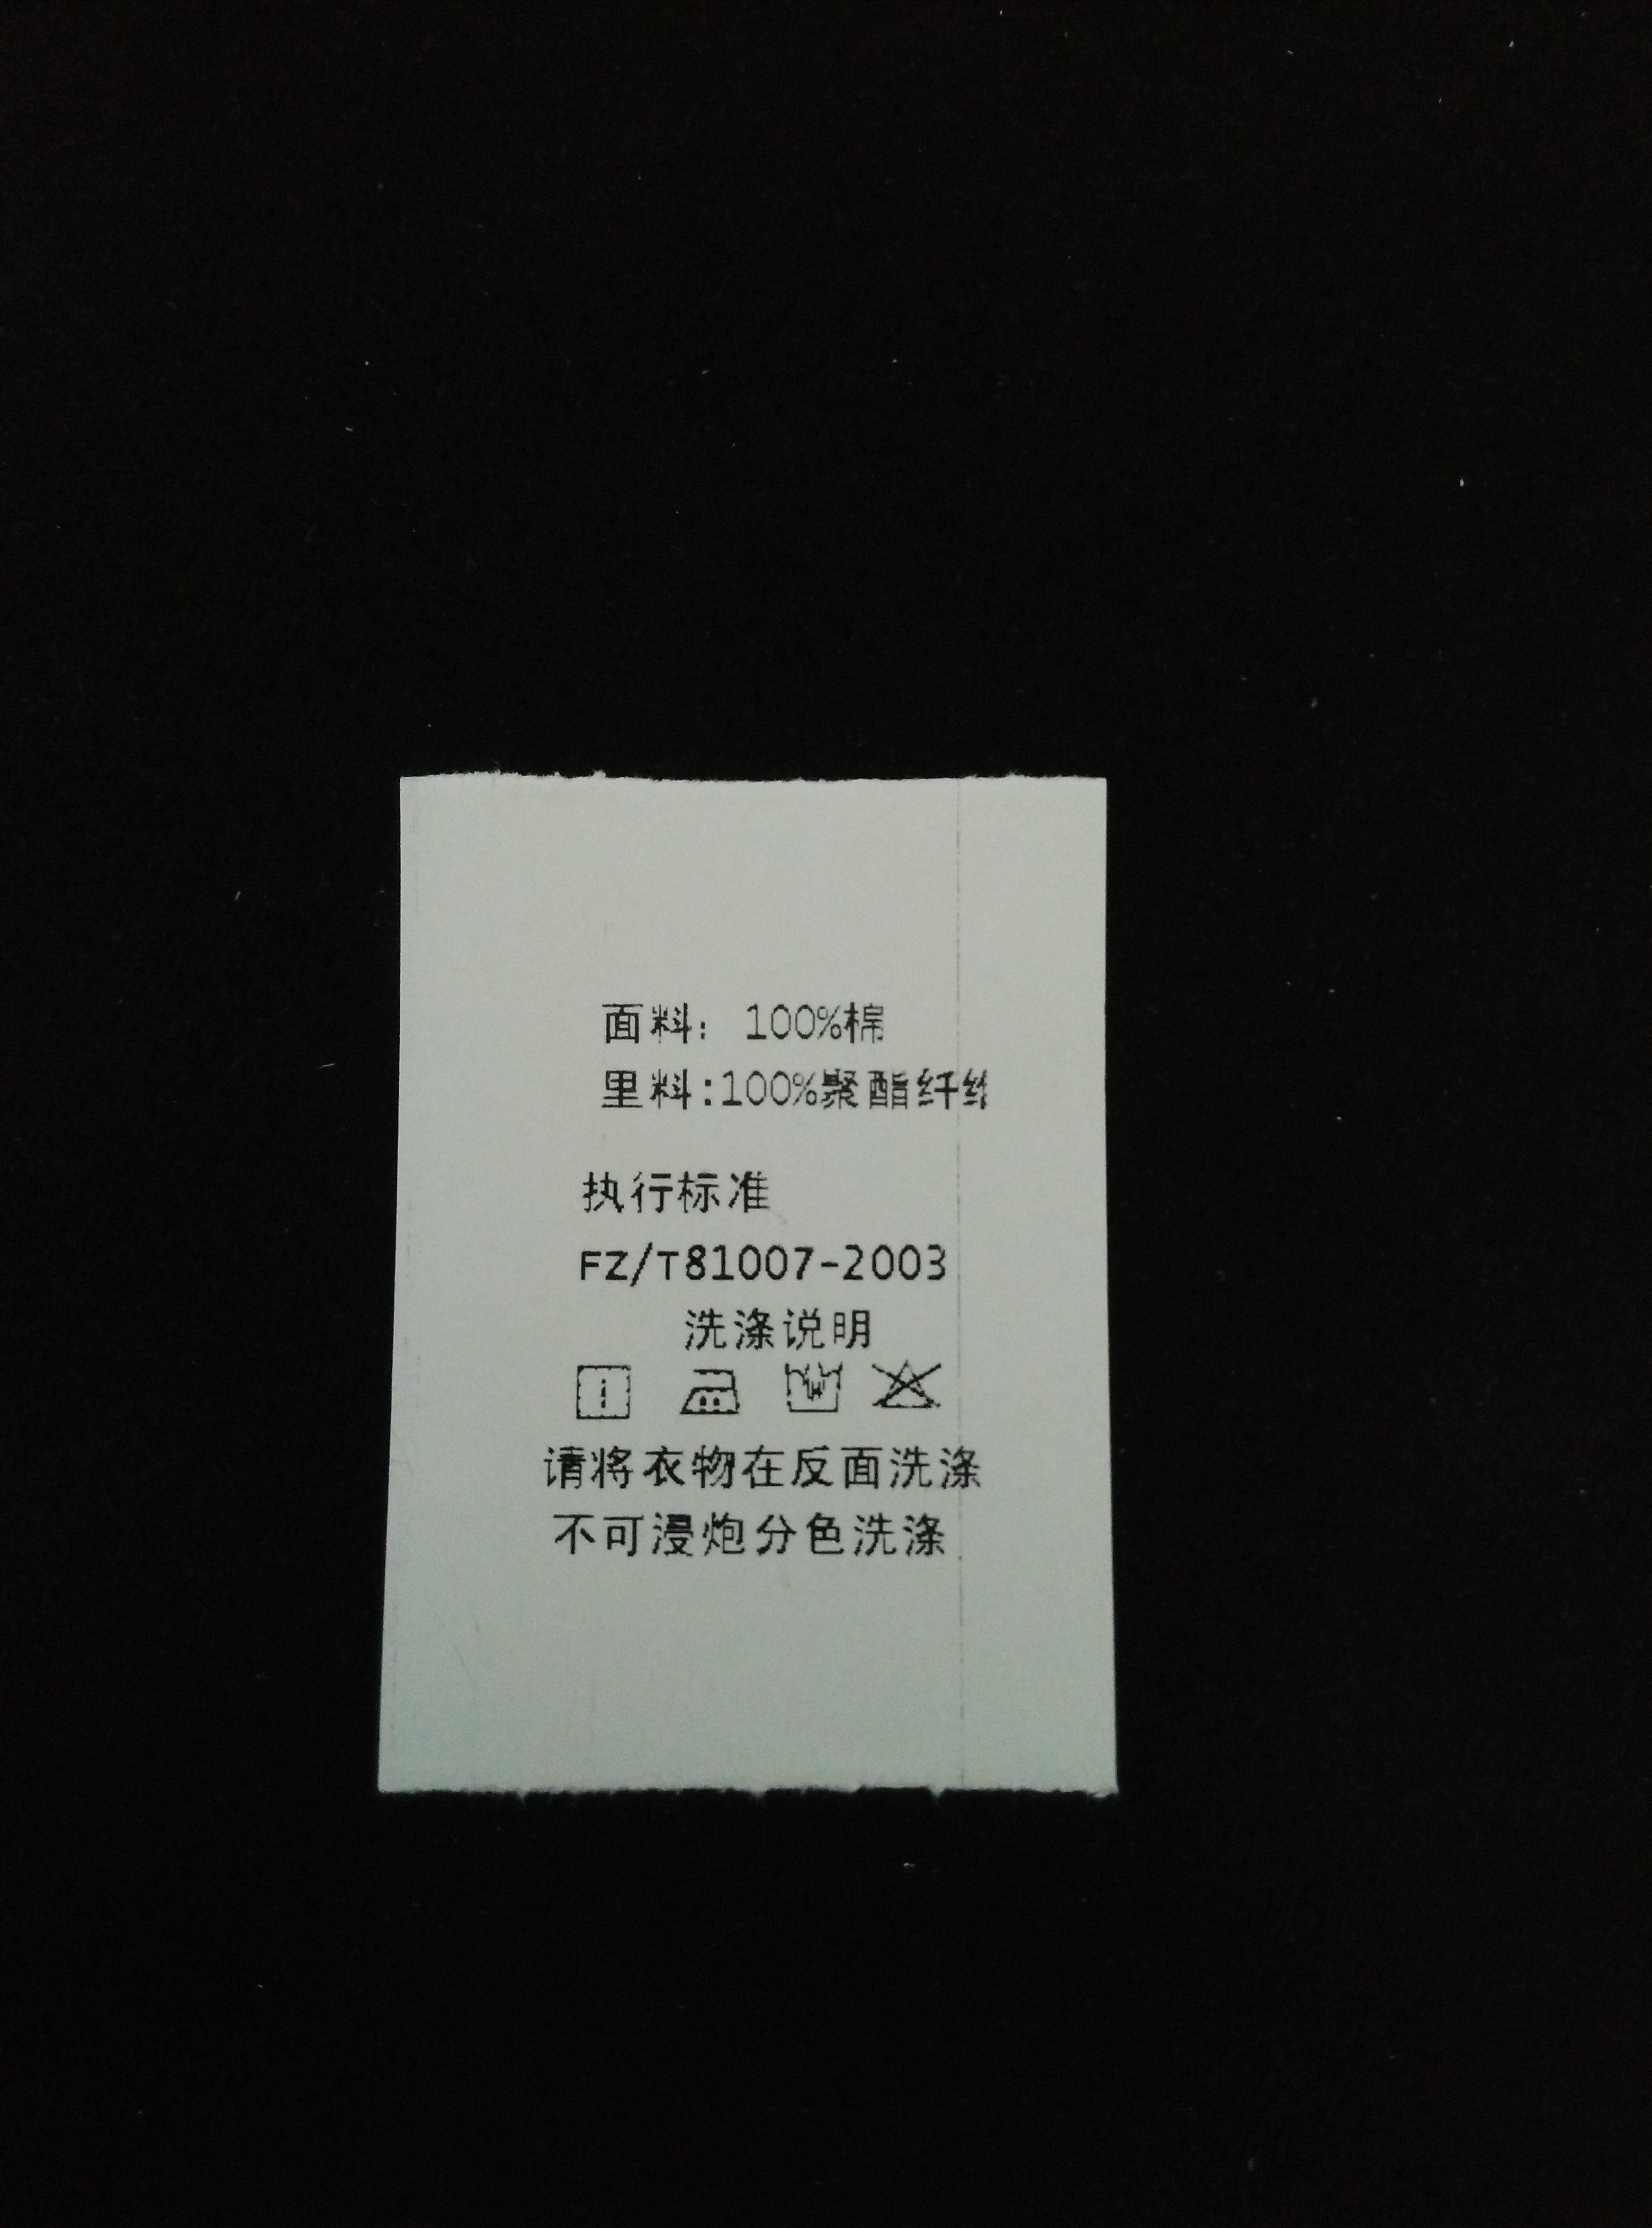 面料: 100%棉
里料:100%聚酯纤
执行标准
FZ/T81007-2003
洗涤说明
请将衣物在反面洗涤
不可浸炮分色洗涤